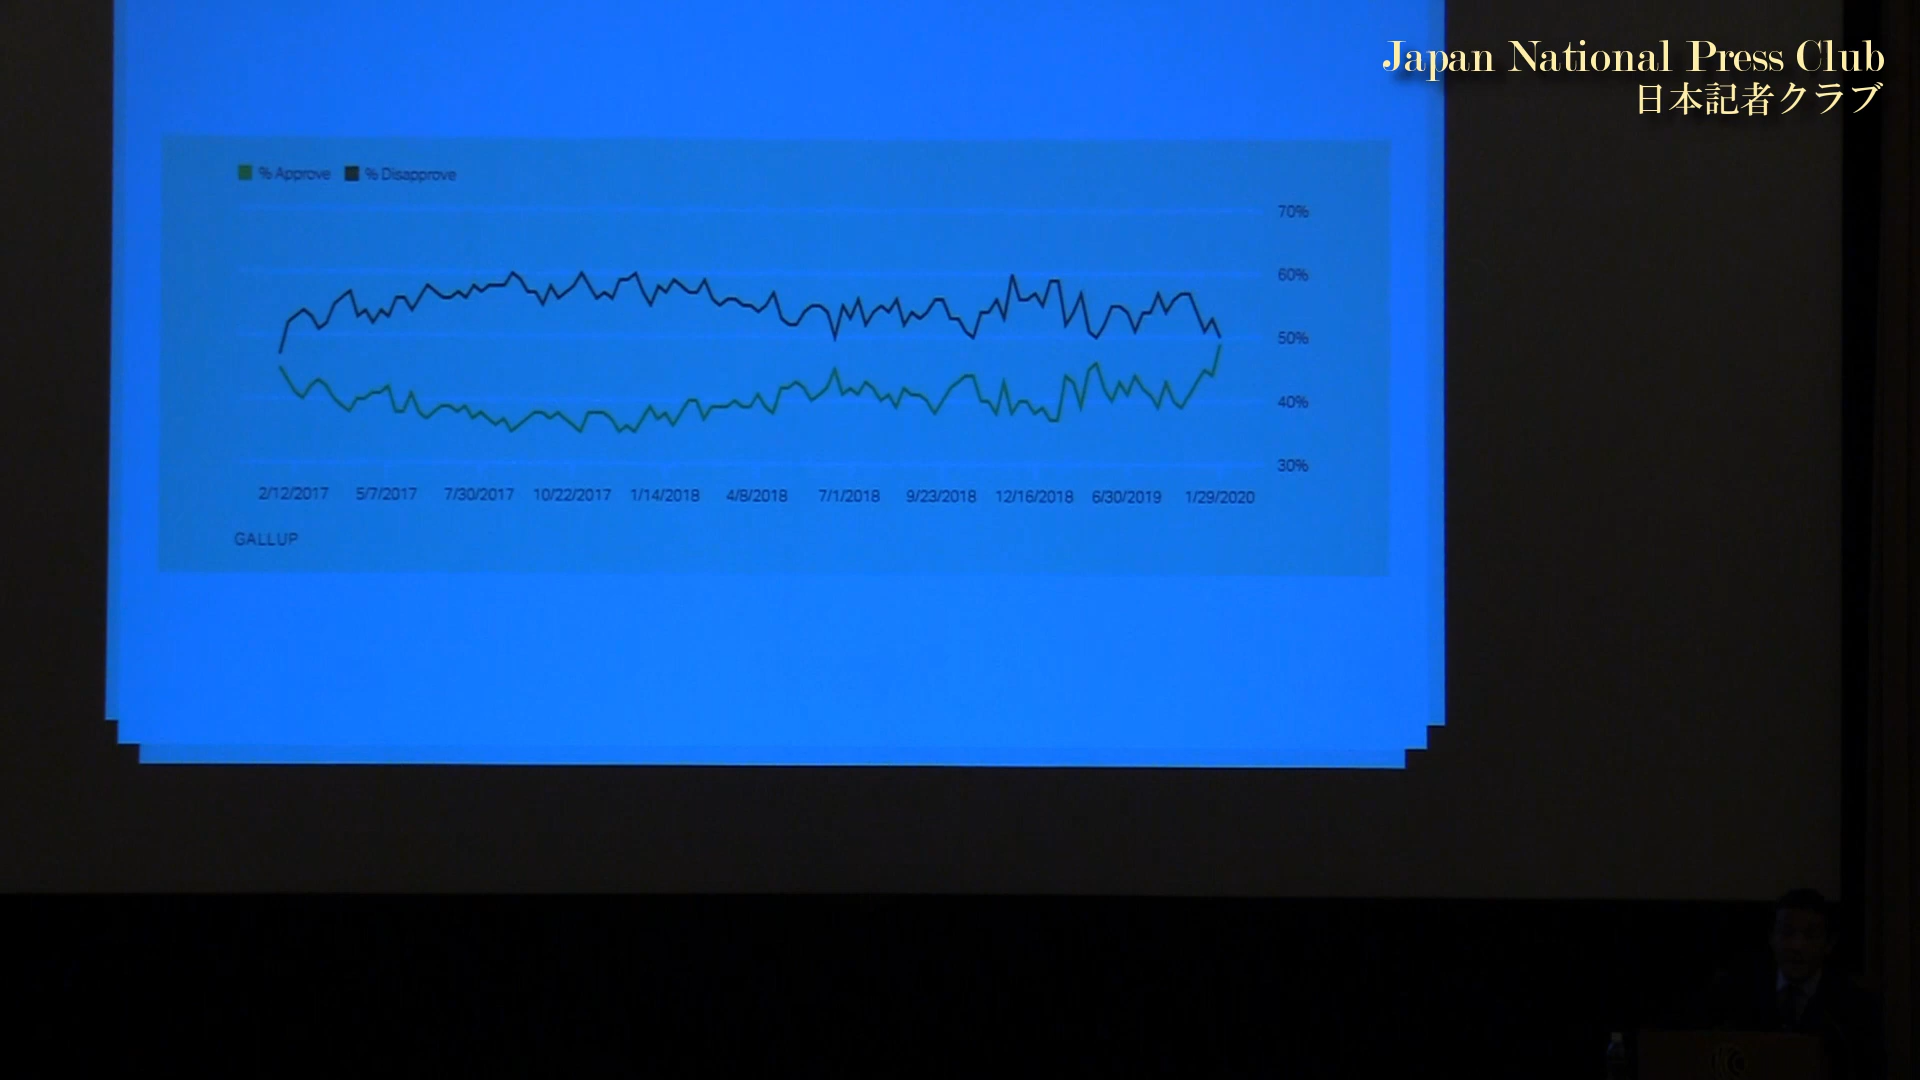 Japan National Press Club
日本記者クラブ
% Approve % Disapprove
70%
60%
50%
40%
30%
2/12/2017 5/7/2017 7/30/2017 10/22/2017 1/14/2018 4/8/2018 7/1/2018 9/23/2018 12/16/2018 6/30/2019 1/29/2020
GALLUP